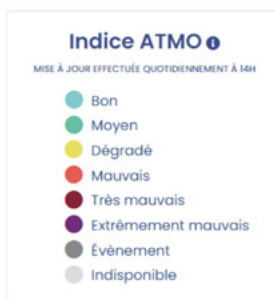 Indice ATMO i
MISE À JOUR EFFECTUÉE QUOTIDIENNEMENT À 14H
Bon
Moyen
Dégradé
Mauvais
Très mauvais
Extrêmement mauvais
Évènement
Indisponible